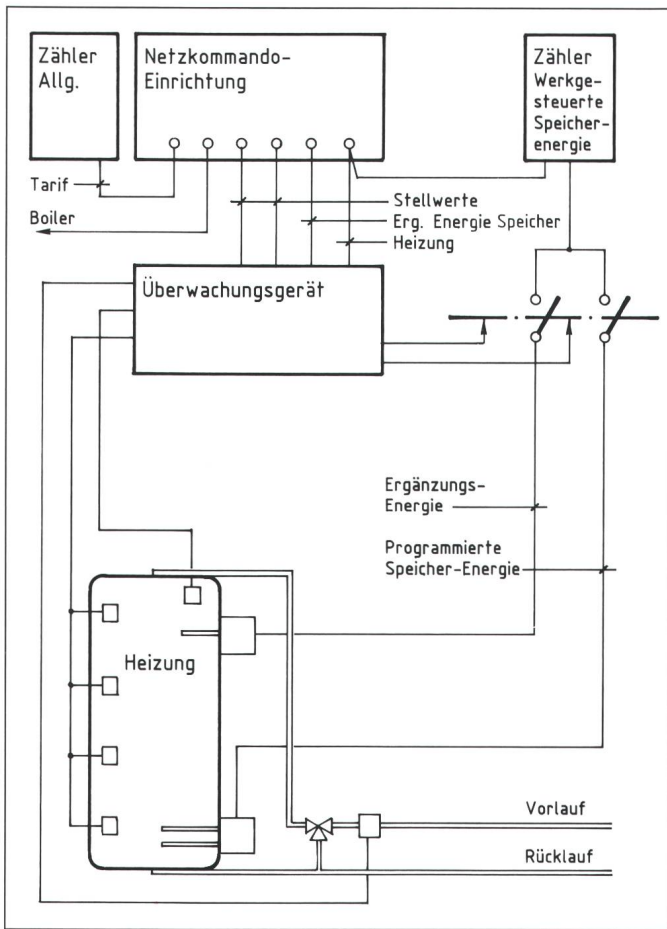 Zähler
Allg.
Netzkommando-
Einrichtung
Zähler
Werkge-
steuerte
Speicher-
energie
Tarif
Boiler
Stellwerte
Erg. Energie Speicher
Heizung
Überwachungsgerät
Ergänzungs-
Energie
Programmierte
Speicher-Energie
Heizung
Vorlauf
Rücklauf